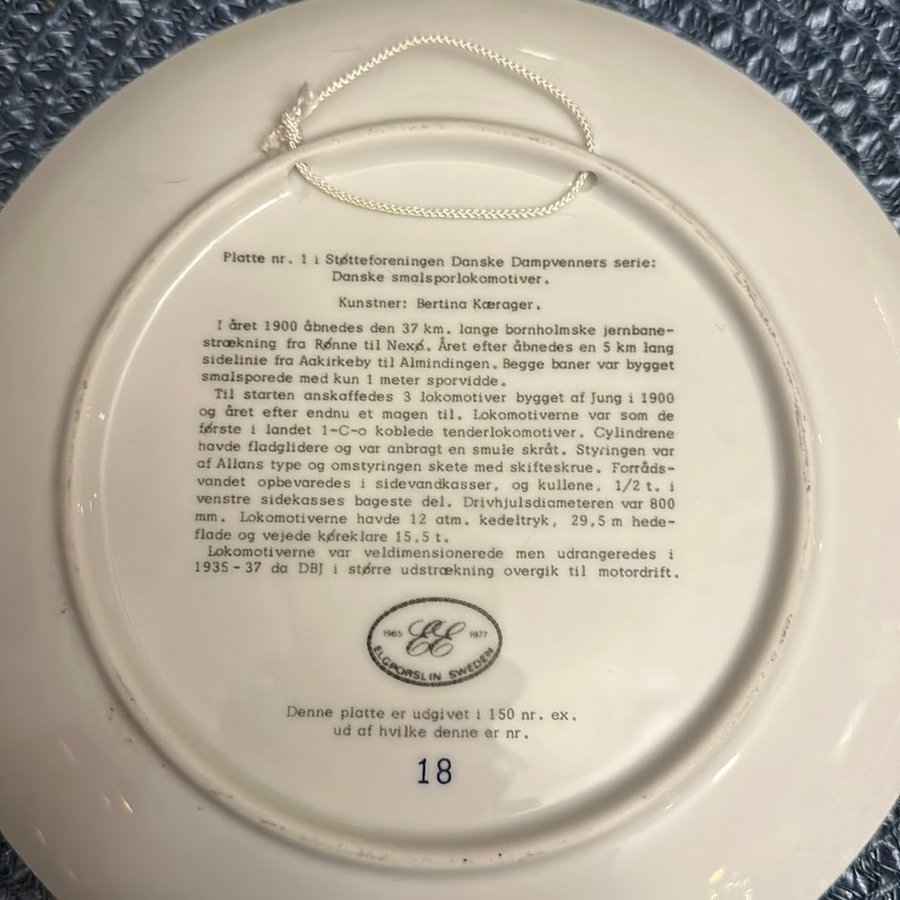 Platte nr. 1 i Støtteforeningen Danske Dampvenners serie:
Danske smalsporlokomotiver.
Kunstner: Bertina Kærager.
I året 1900 åbnedes den 37 km. lange bornholmske jernbane-
strækning fra Rønne til Nexø. Året efter åbnedes en 5 km lang
sidelinie fra Aakirkeby til Almindingen. Begge baner var bygget
smalsporede med kun 1 meter sporvidde.
Til starten anskaffedes 3 lokomotiver bygget af Jung i 1900
og året efter endnu et magen til. Lokomotiverne var som de
første i landet 1-C-o koblede tenderlokomotiver. Cylindrene
havde fladglidere og var anbragt en smule skråt. Styringen var
af Allans type og omstyringen skete med skifteskrue. Forråds-
vandet opbevaredes i sidevandkasser, og kullene, 1/2 t. i
venstre sidekasses bageste del. Drivhjulsdiameteren var 800
mm. Lokomotiverne havde 12 atm. kedeltryk, 29,5 m hede-
flade og vejede køreklare 15,5 t.
Lokomotiverne var veldimensionerede men udrangeredes i
1935-37 da DBJ i større udstrækning overgik til motordrift.
1965 EE 1977
ELGPORSLIN SWEDEN
Denne platte er udgivet i 150 nr. ex.
ud af hvilke denne er nr.
18